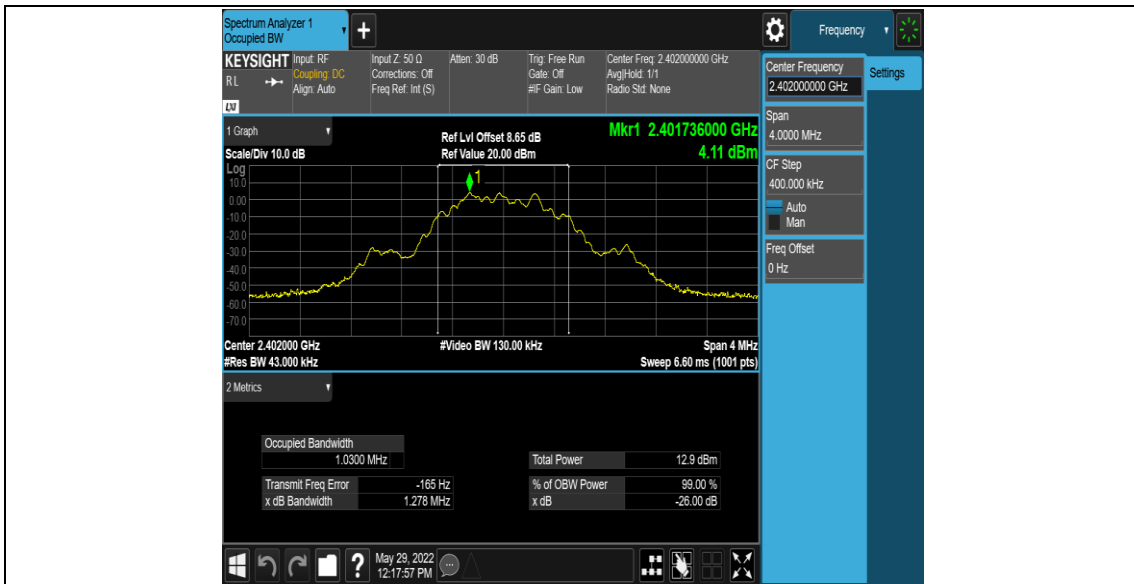 Spectrum Analyzer 1
Occupied BW
+
Frequency
KEYSIGHT
R L
LXI
Input: RF
Coupling: DC
Align: Auto
Input Z: 50 Ω
Corrections: Off
Freq Ref: Int (S)
Atten: 30 dB
Trig: Free Run
Gate: Off
#IF Gain: Low
Center Freq: 2.402000000 GHz
Avg|Hold: 1/1
Radio Std: None
Center Frequency
2.402000000 GHz
Settings
Span
4.0000 MHz
CF Step
400.000 kHz
Auto
Man
Freq Offset
0 Hz
1 Graph
Scale/Div 10.0 dB
Ref Lvl Offset 8.65 dB
Ref Value 20.00 dBm
Mkr1 2.401736000 GHz
4.11 dBm
Log
10.0
0.00
-10.0
-20.0
-30.0
-40.0
-50.0
-60.0
-70.0
1
Center 2.402000 GHz
#Res BW 43.000 kHz
#Video BW 130.00 kHz
Span 4 MHz
Sweep 6.60 ms (1001 pts)
2 Metrics
Occupied Bandwidth
1.0300 MHz
Transmit Freq Error -165 Hz
x dB Bandwidth 1.278 MHz
Total Power 12.9 dBm
% of OBW Power 99.00 %
x dB -26.00 dB
?
May 29, 2022
12:17:57 PM